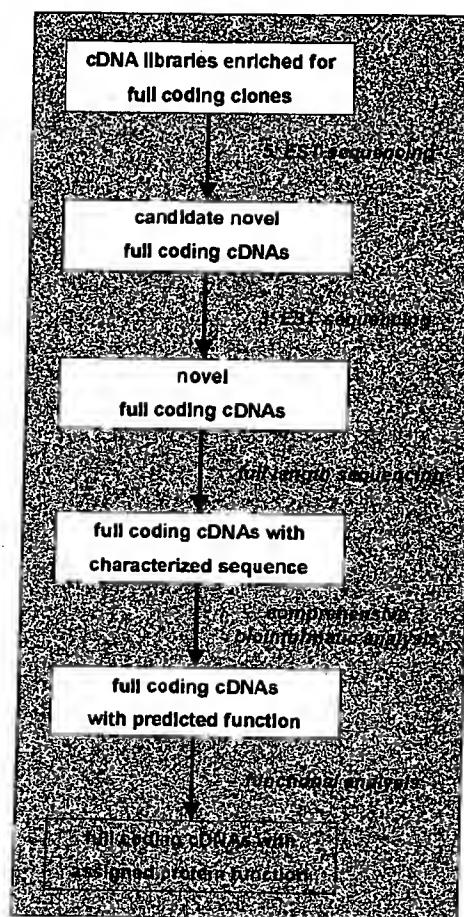 cDNA libraries enriched for
full coding clones
5' EST-sequencing
candidate novel
full coding cDNAs
EST sequencing
novel
full coding cDNAs
full length sequencing
full coding cDNAs with
characterized sequence
comprehensive
bioinformatic analysis
full coding cDNAs
with predicted function
functional analysis
full coding cDNAs with
assigned protein function